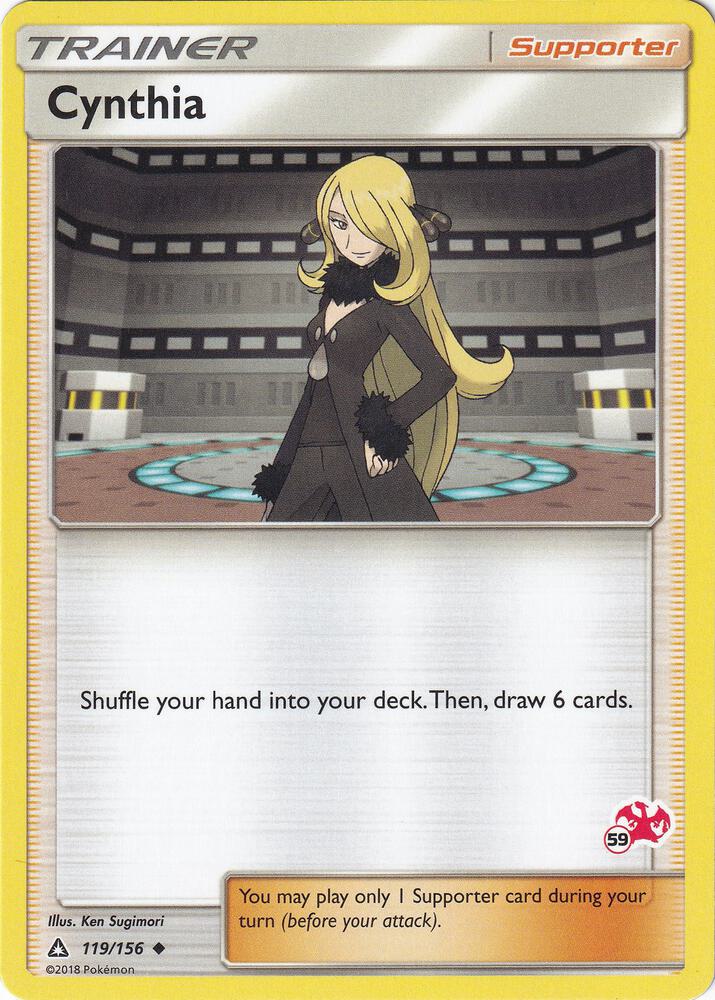 TRAINER
Supporter
Cynthia
Shuffle your hand into your deck. Then, draw 6 cards.
59
You may play only 1 Supporter card during your
turn (before your attack).
Illus. Ken Sugimori
119/156 ◆
©2018 Pokémon